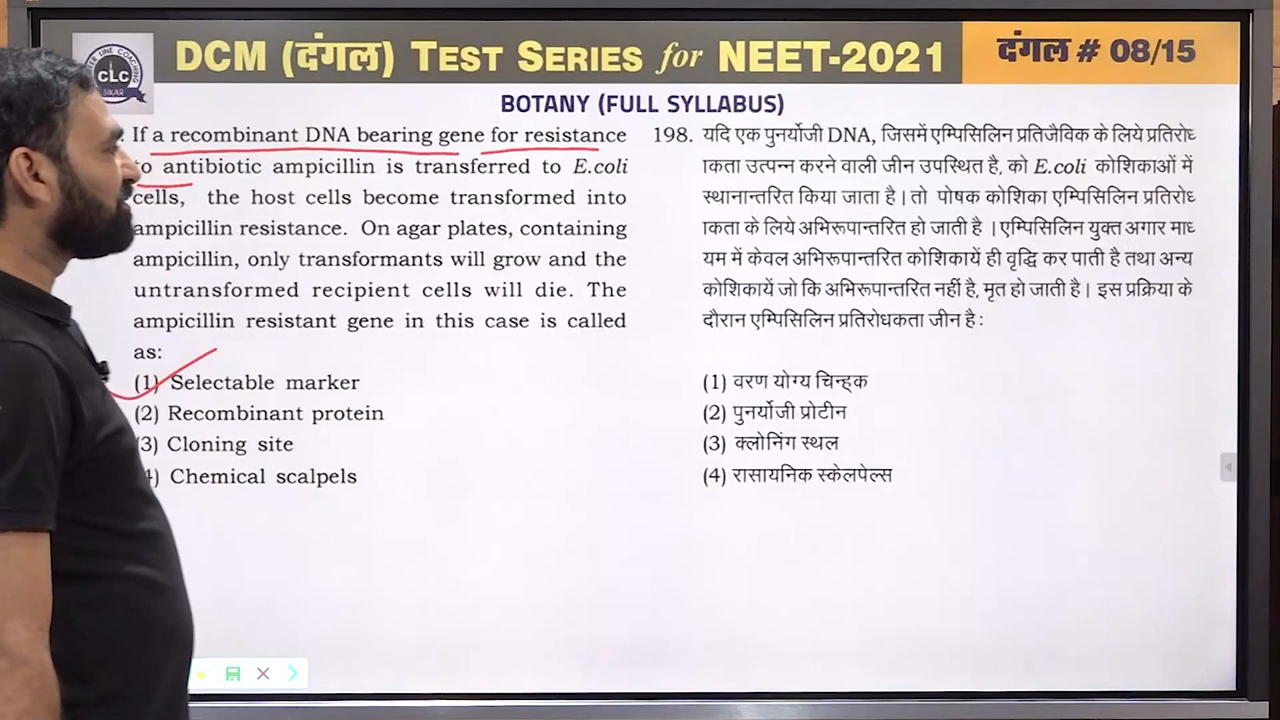 DCM (दंगल) TEST SERIES for NEET-2021
दंगल # 08/15
CLC
SIKAR
BOTANY (FULL SYLLABUS)
If a recombinant DNA bearing gene for resistance
to antibiotic ampicillin is transferred to E.coli
cells, the host cells become transformed into
ampicillin resistance. On agar plates, containing
ampicillin, only transformants will grow and the
untransformed recipient cells will die. The
ampicillin resistant gene in this case is called
as:
(1) Selectable marker
(2) Recombinant protein
(3) Cloning site
4) Chemical scalpels
198. यदि एक पुनर्योजी DNA, जिसमें एम्पिसिलिन प्रतिजैविक के लिये प्रतिरोध
ाकता उत्पन्न करने वाली जीन उपस्थित है, को E.coli कोशिकाओं में
स्थानान्तरित किया जाता है। तो पोषक कोशिका एम्पिसिलिन प्रतिरोध
ाकता के लिये अभिरूपान्तरित हो जाती है । एम्पिसिलिन युक्त अगार माध
यम में केवल अभिरूपान्तरित कोशिकायें ही वृद्धि कर पाती है तथा अन्य
कोशिकायें जो कि अभिरूपान्तरित नहीं है, मृत हो जाती है। इस प्रक्रिया के
दौरान एम्पिसिलिन प्रतिरोधकता जीन है :
(1) वरण योग्य चिन्ह्क
(2) पुनर्योजी प्रोटीन
(3) क्लोनिंग स्थल
(4) रासायनिक स्केलपेल्स